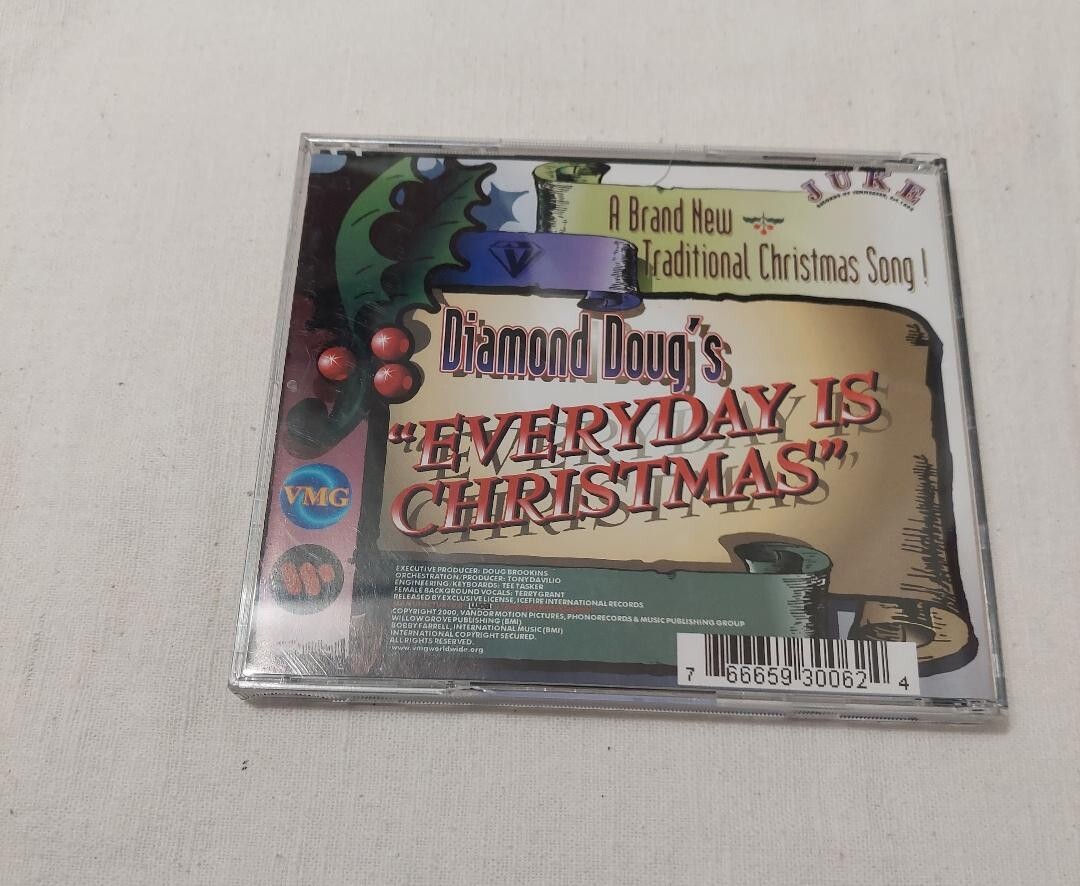 JUKE
A Brand New
Traditional Christmas Song !
Diamond Doug's
"EVERYDAY IS
CHRISTMAS"
VMG
EXECUTIVE PRODUCER: DOUG BROOKINS
ORCHESTRATION/PRODUCER: TONY DAVILIO
ENGINEERING/KEYBOARDS: TEE TASKER
FEMALE BACKGROUND VOCALS: TERRY GRANT
RELEASED BY EXCLUSIVE LICENSE, ICEFIRE INTERNATIONAL RECORDS
COPYRIGHT 2000, VANDOR MOTION PICTURES, PHONORECORDS & MUSIC PUBLISHING GROUP
WILLOW GROVE PUBLISHING (BMI)
BOBBY FARRELL, INTERNATIONAL MUSIC (BMI)
INTERNATIONAL COPYRIGHT SECURED.
ALL RIGHTS RESERVED.
www.vmgworldwide.org
7 66659 30062 4